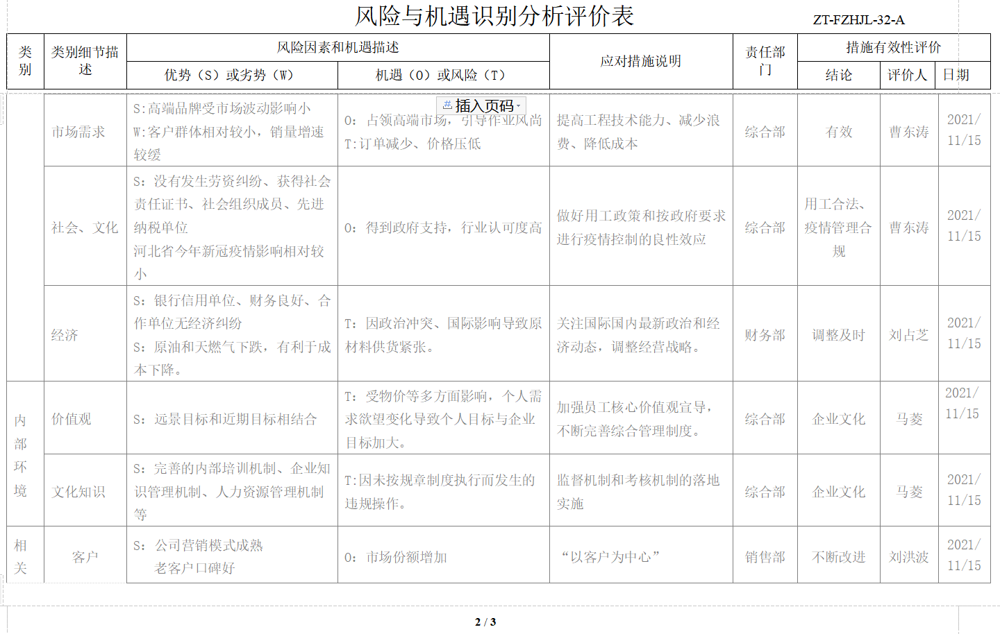 风险与机遇识别分析评价表
ZT-FZHJL-32-A
类别
类别细节描述
风险因素和机遇描述
应对措施说明
责任部门
措施有效性评价
优势（S）或劣势（W）
机遇（O）或风险（T）
结论
评价人
日期
插入页码
市场需求
S:高端品牌受市场波动影响小
W:客户群体相对较小，销量增速
较缓
O：占领高端市场，引导作业风尚
T:订单减少、价格压低
提高工程技术能力、减少浪
费、降低成本
综合部
有效
曹东涛
2021/
11/15
社会、文化
S：没有发生劳资纠纷、获得社会
责任证书、社会组织成员、先进
纳税单位
河北省今年新冠疫情影响相对较
小
O：得到政府支持，行业认可度高
做好用工政策和按政府要求
进行疫情控制的良性效应
综合部
用工合法、
疫情管理合
规
曹东涛
2021/
11/15
经济
S：银行信用单位、财务良好、合
作单位无经济纠纷
S：原油和天燃气下跌，有利于成
本下降。
T：因政治冲突、国际影响导致原
材料供货紧张。
关注国际国内最新政治和经
济动态，调整经营战略。
财务部
调整及时
刘占芝
2021/
11/15
内
部
环
境
价值观
S：远景目标和近期目标相结合
T：受物价等多方面影响，个人需
求欲望变化导致个人目标与企业
目标加大。
加强员工核心价值观宣导，
不断完善综合管理制度。
综合部
企业文化
马菱
2021/
11/15
文化知识
S：完善的内部培训机制、企业知
识管理机制、人力资源管理机制
等
T:因未按规章制度执行而发生的
违规操作。
监督机制和考核机制的落地
实施
综合部
企业文化
马菱
2021/
11/15
相
关
客户
S：公司营销模式成熟
老客户口碑好
O：市场份额增加
“以客户为中心”
销售部
不断改进
刘洪波
2021/
11/15
2 / 3